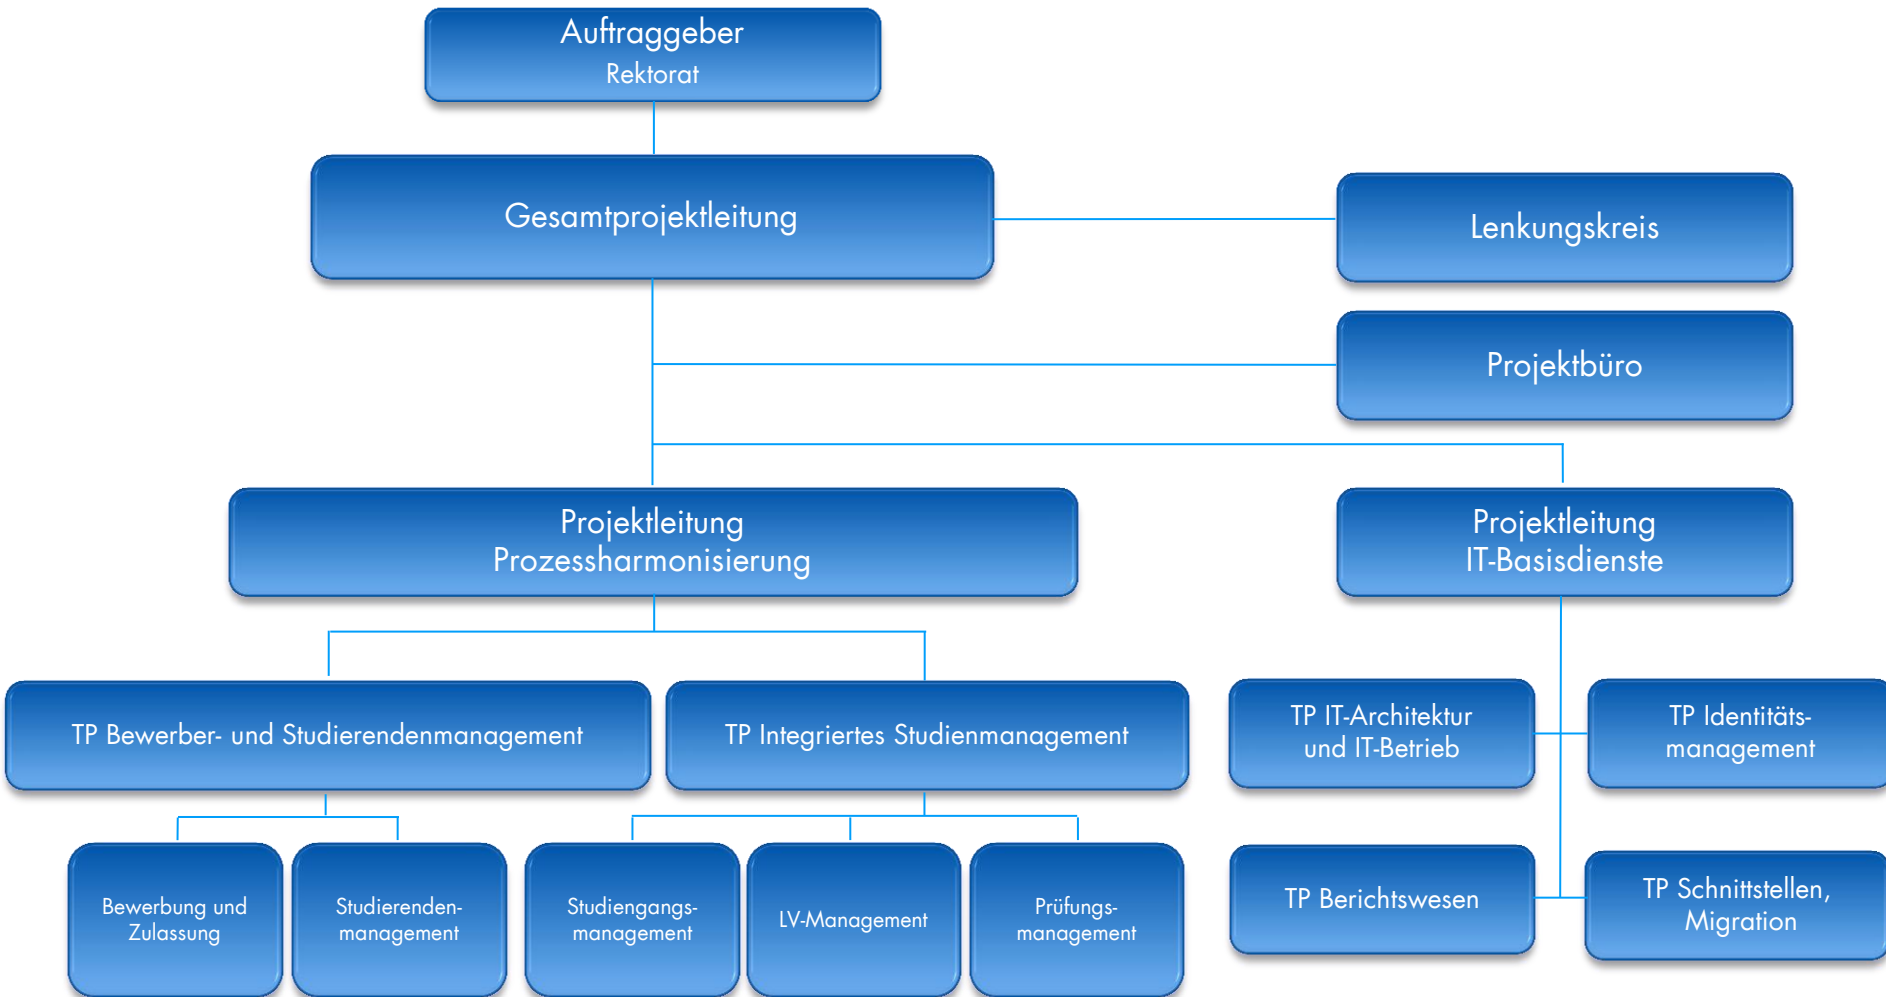 Auftraggeber
Rektorat
Gesamtprojektleitung
Lenkungskreis
Projektbüro
Projektleitung
Prozessharmonisierung
Projektleitung
IT-Basisdienste
TP Bewerber- und Studierendenmanagement
TP Integriertes Studienmanagement
TP IT-Architektur
und IT-Betrieb
TP Identitäts-
management
Bewerbung und
Zulassung
Studierenden-
management
Studiengangs-
management
LV-Management
Prüfungs-
management
TP Berichtswesen
TP Schnittstellen,
Migration